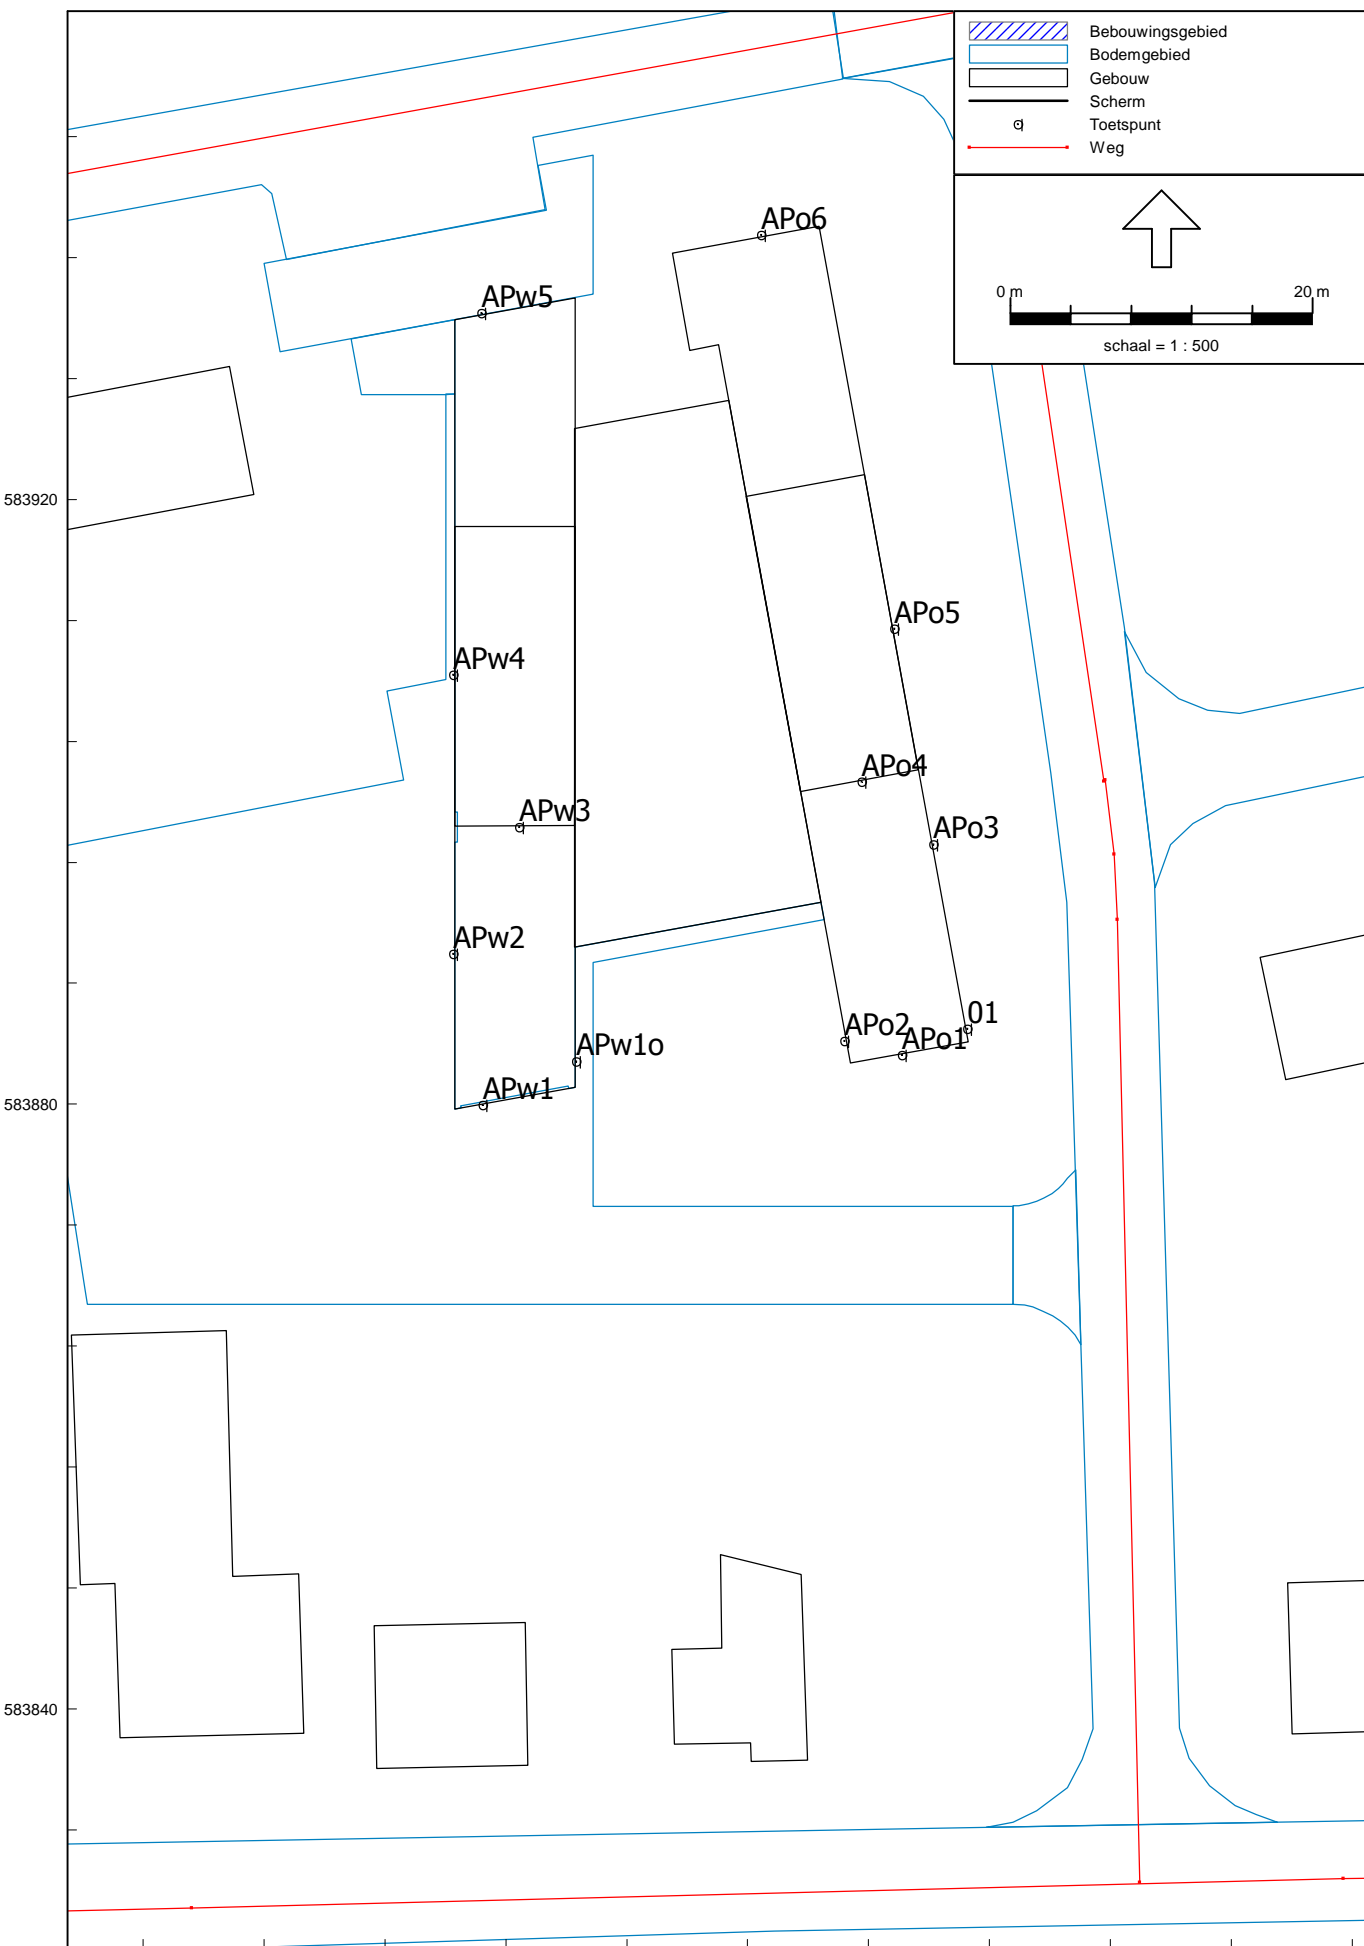 Bebouwingsgebied
Bodemgebied
Gebouw
Scherm
Toetspunt
Weg
0 m 20 m
schaal = 1 : 500
APo6
APw5
583920
APo5
APw4
APo4
APw3
APo3
APw2
01
APo2
APo1
APw1o
APw1
583880
583840